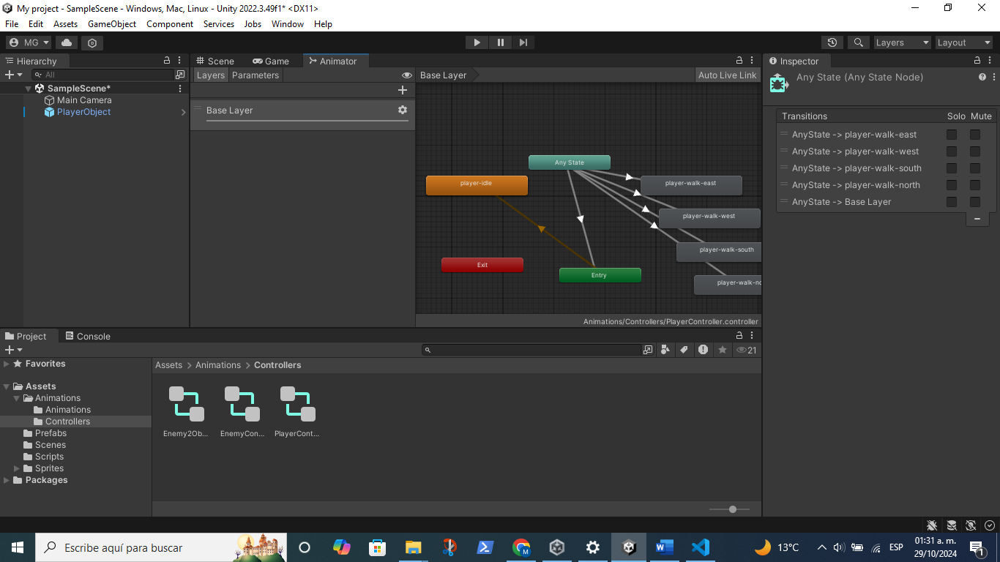 My project - SampleScene - Windows, Mac, Linux - Unity 2022.3.49f1* <DX11>
File Edit Assets GameObject Component Services Jobs Window Help
MG
Layers Layout
Hierarchy
All
SampleScene*
Main Camera
PlayerObject
Scene Game Animator
Layers Parameters
Base Layer
Auto Live Link
Base Layer
Any State
player-idle
player-walk-east
player-walk-west
player-walk-south
player-walk-no
Exit
Entry
Animations/Controllers/PlayerController.controller
Inspector
Any State (Any State Node)
Transitions Solo Mute
AnyState -> player-walk-east
AnyState -> player-walk-west
AnyState -> player-walk-south
AnyState -> player-walk-north
AnyState -> Base Layer
Project Console
21
Favorites
Assets
Animations
Animations
Controllers
Prefabs
Scenes
Scripts
Sprites
Packages
Assets > Animations > Controllers
Enemy2Ob... EnemyCon... PlayerCont...
Escribe aquí para buscar
13°C
ESP
01:31 a. m.
29/10/2024
1